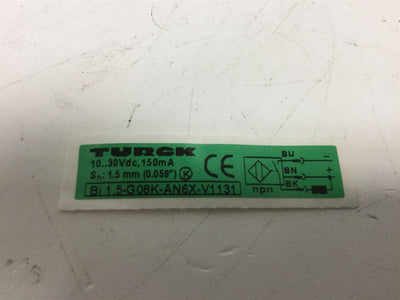 TURCK
10..30Vdc, 150mA
Sn: 1.5 mm (0.059") K CE
Bi 1.5-G08K-AN6X-V1131
npn
BU -
BN +
BK